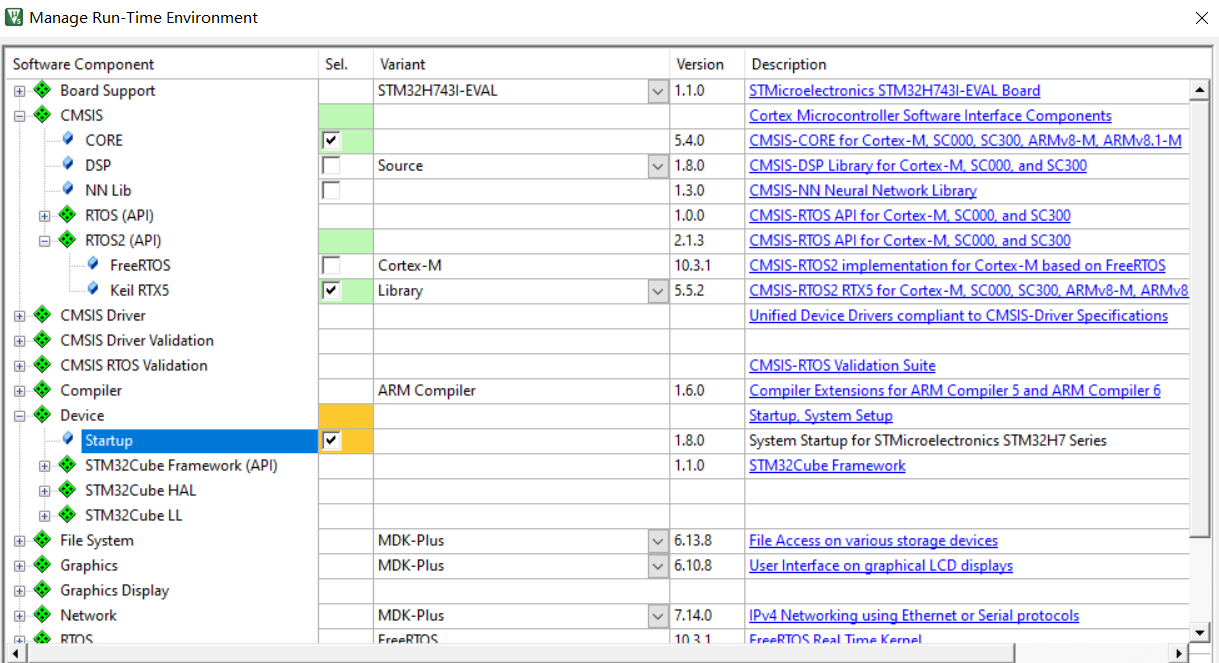 Manage Run-Time Environment
Software Component Sel. Variant Version Description
Board Support STM32H743I-EVAL 1.1.0 STMicroelectronics STM32H743I-EVAL Board
CMSIS Cortex Microcontroller Software Interface Components
CORE 5.4.0 CMSIS-CORE for Cortex-M, SC000, SC300, ARMv8-M, ARMv8.1-M
DSP Source 1.8.0 CMSIS-DSP Library for Cortex-M, SC000, and SC300
NN Lib 1.3.0 CMSIS-NN Neural Network Library
RTOS (API) 1.0.0 CMSIS-RTOS API for Cortex-M, SC000, and SC300
RTOS2 (API) 2.1.3 CMSIS-RTOS API for Cortex-M, SC000, and SC300
FreeRTOS Cortex-M 10.3.1 CMSIS-RTOS2 implementation for Cortex-M based on FreeRTOS
Keil RTX5 Library 5.5.2 CMSIS-RTOS2 RTX5 for Cortex-M, SC000, SC300, ARMv8-M, ARMv8
CMSIS Driver Unified Device Drivers compliant to CMSIS-Driver Specifications
CMSIS Driver Validation
CMSIS RTOS Validation CMSIS-RTOS Validation Suite
Compiler ARM Compiler 1.6.0 Compiler Extensions for ARM Compiler 5 and ARM Compiler 6
Device Startup, System Setup
Startup 1.8.0 System Startup for STMicroelectronics STM32H7 Series
STM32Cube Framework (API) 1.1.0 STM32Cube Framework
STM32Cube HAL
STM32Cube LL
File System MDK-Plus 6.13.8 File Access on various storage devices
Graphics MDK-Plus 6.10.8 User Interface on graphical LCD displays
Graphics Display
Network MDK-Plus 7.14.0 IPv4 Networking using Ethernet or Serial protocols
RTOS FreeRTOS 10.3.1 FreeRTOS Real Time Kernel